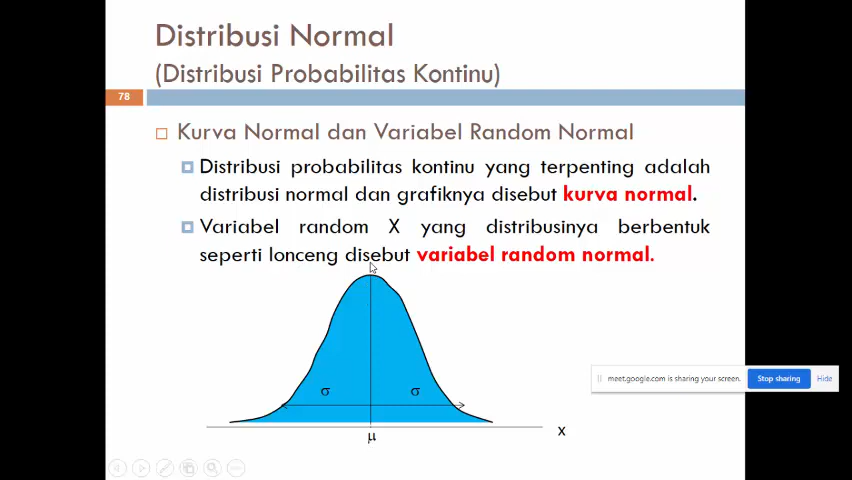 Distribusi Normal
(Distribusi Probabilitas Kontinu)
78
Kurva Normal dan Variabel Random Normal
Distribusi probabilitas kontinu yang terpenting adalah
distribusi normal dan grafiknya disebut kurva normal.
Variabel random X yang distribusinya berbentuk
seperti lonceng disebut variabel random normal.
σ σ
μ
x
meet.google.com is sharing your screen. Stop sharing Hide